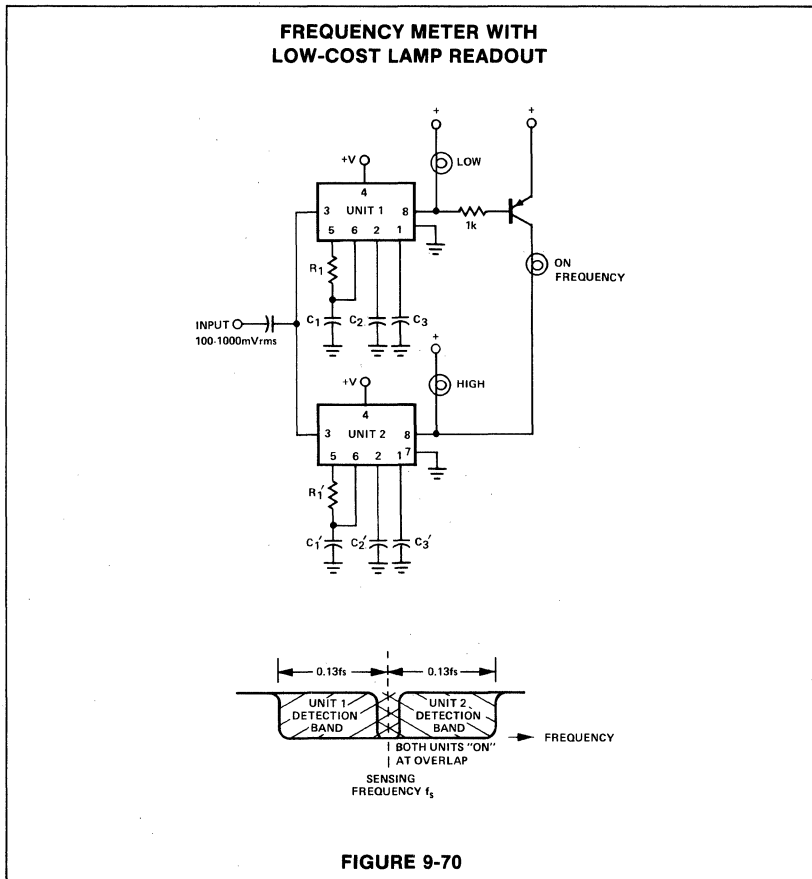 FREQUENCY METER WITH
LOW-COST LAMP READOUT
+
+
+V
LOW
4
3 UNIT 1 8
5 6 2 1
1k
R1
ON
FREQUENCY
C1 C2 C3
INPUT
100-1000mVrms
+
+V
HIGH
4
3 UNIT 2 8
5 6 2 1 7
R1'
C1' C2' C3'
0.13fs 0.13fs
UNIT 1
DETECTION
BAND
UNIT 2
DETECTION
BAND
FREQUENCY
BOTH UNITS "ON"
AT OVERLAP
SENSING
FREQUENCY fs
FIGURE 9-70